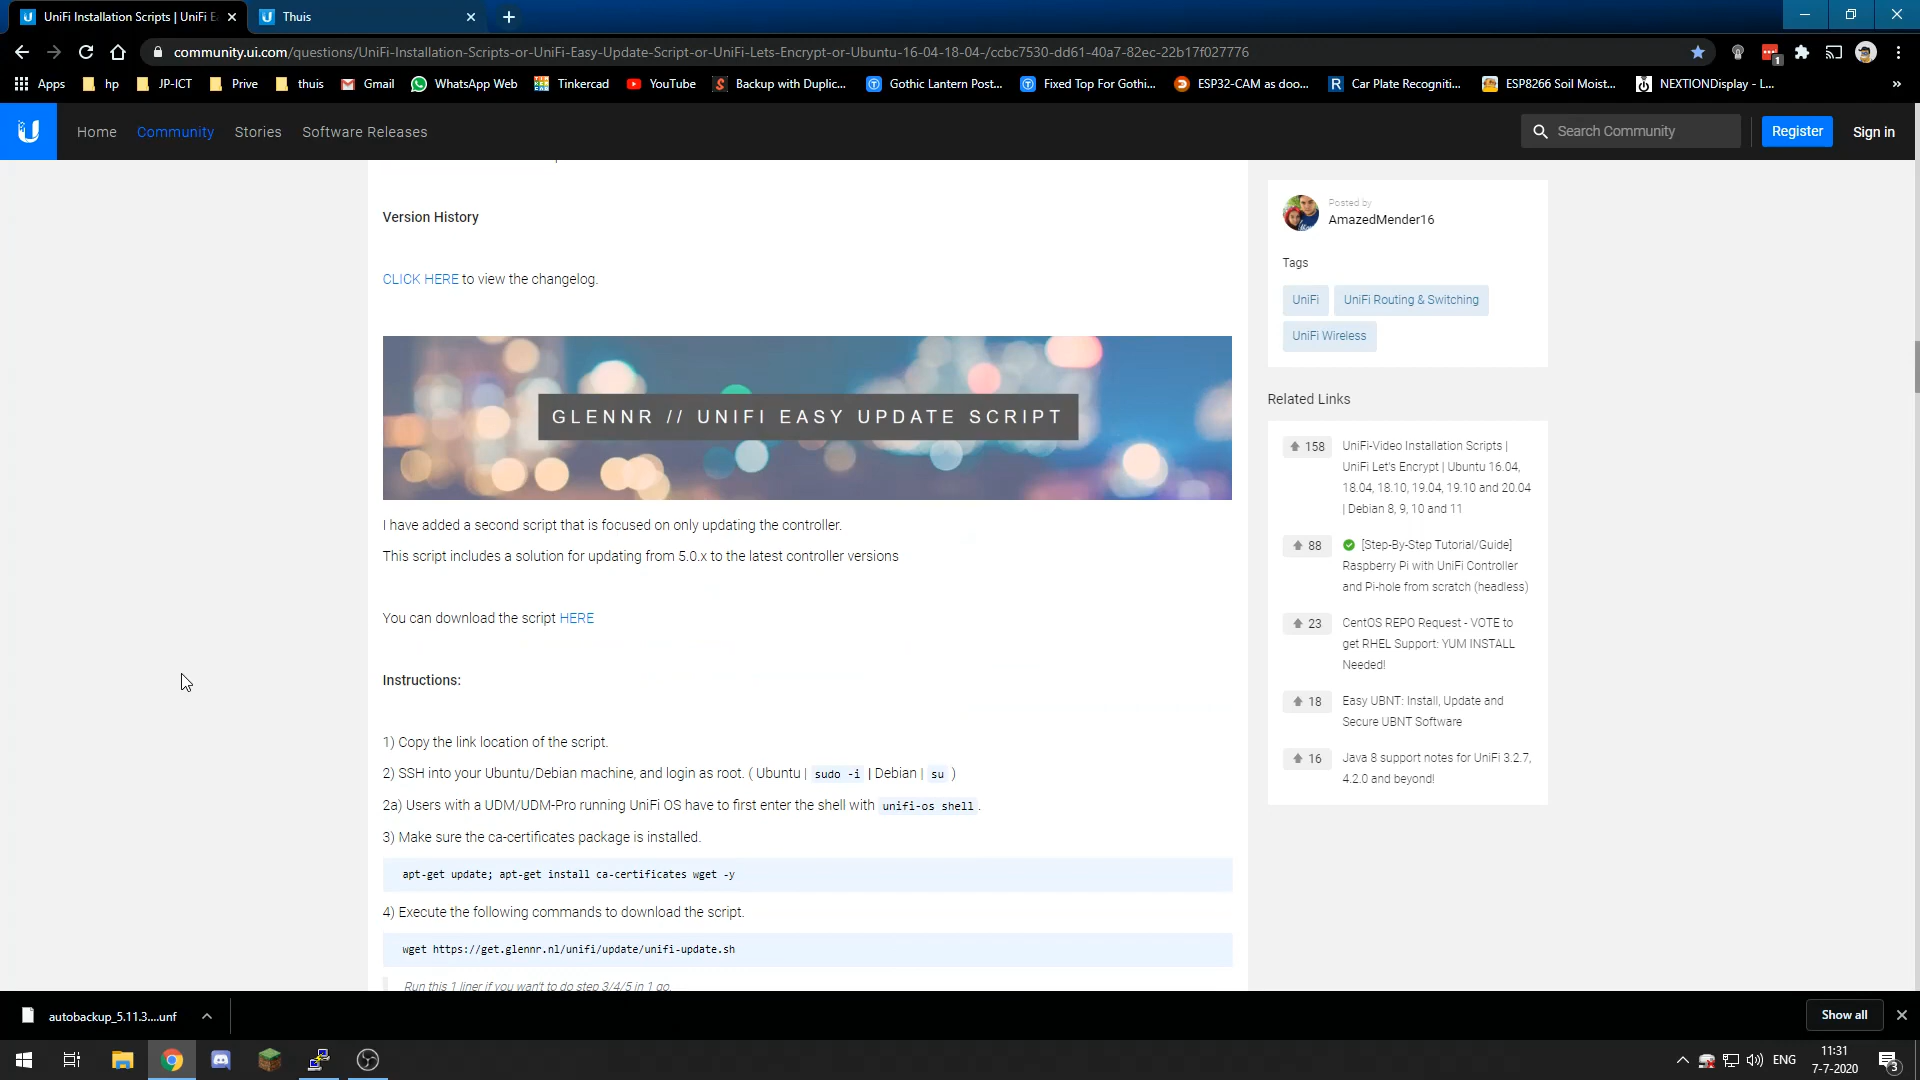 UniFi Installation Scripts | UniFi E
Thuis
community.ui.com/questions/UniFi-Installation-Scripts-or-UniFi-Easy-Update-Script-or-UniFi-Lets-Encrypt-or-Ubuntu-16-04-18-04-/ccbc7530-dd61-40a7-82ec-22b17f027776
1
Apps
hp
JP-ICT
Prive
thuis
Gmail
WhatsApp Web
Tinkercad
YouTube
Backup with Duplic...
Gothic Lantern Post...
Fixed Top For Gothi...
ESP32-CAM as doo...
Car Plate Recogniti...
ESP8266 Soil Moist...
NEXTIONDisplay - L...
»
Home
Community
Stories
Software Releases
Search Community
Register
Sign in
Version History
CLICK HERE to view the changelog.
GLENNR // UNIFI EASY UPDATE SCRIPT
I have added a second script that is focused on only updating the controller.
This script includes a solution for updating from 5.0.x to the latest controller versions
You can download the script HERE
Instructions:
1) Copy the link location of the script.
2) SSH into your Ubuntu/Debian machine, and login as root. ( Ubuntu | sudo -i | Debian | su )
2a) Users with a UDM/UDM-Pro running UniFi OS have to first enter the shell with unifi-os shell .
3) Make sure the ca-certificates package is installed.
apt-get update; apt-get install ca-certificates wget -y
4) Execute the following commands to download the script.
wget https://get.glennr.nl/unifi/update/unifi-update.sh
Run this 1 liner if you wan't to do step 3/4/5 in 1 go.
Posted by
AmazedMender16
Tags
UniFi
UniFi Routing & Switching
UniFi Wireless
Related Links
158
UniFi-Video Installation Scripts |
UniFi Let's Encrypt | Ubuntu 16.04,
18.04, 18.10, 19.04, 19.10 and 20.04
| Debian 8, 9, 10 and 11
88
[Step-By-Step Tutorial/Guide]
Raspberry Pi with UniFi Controller
and Pi-hole from scratch (headless)
23
CentOS REPO Request - VOTE to
get RHEL Support: YUM INSTALL
Needed!
18
Easy UBNT: Install, Update and
Secure UBNT Software
16
Java 8 support notes for UniFi 3.2.7,
4.2.0 and beyond!
autobackup_5.11.3....unf
Show all
ENG
11:31
7-7-2020
3